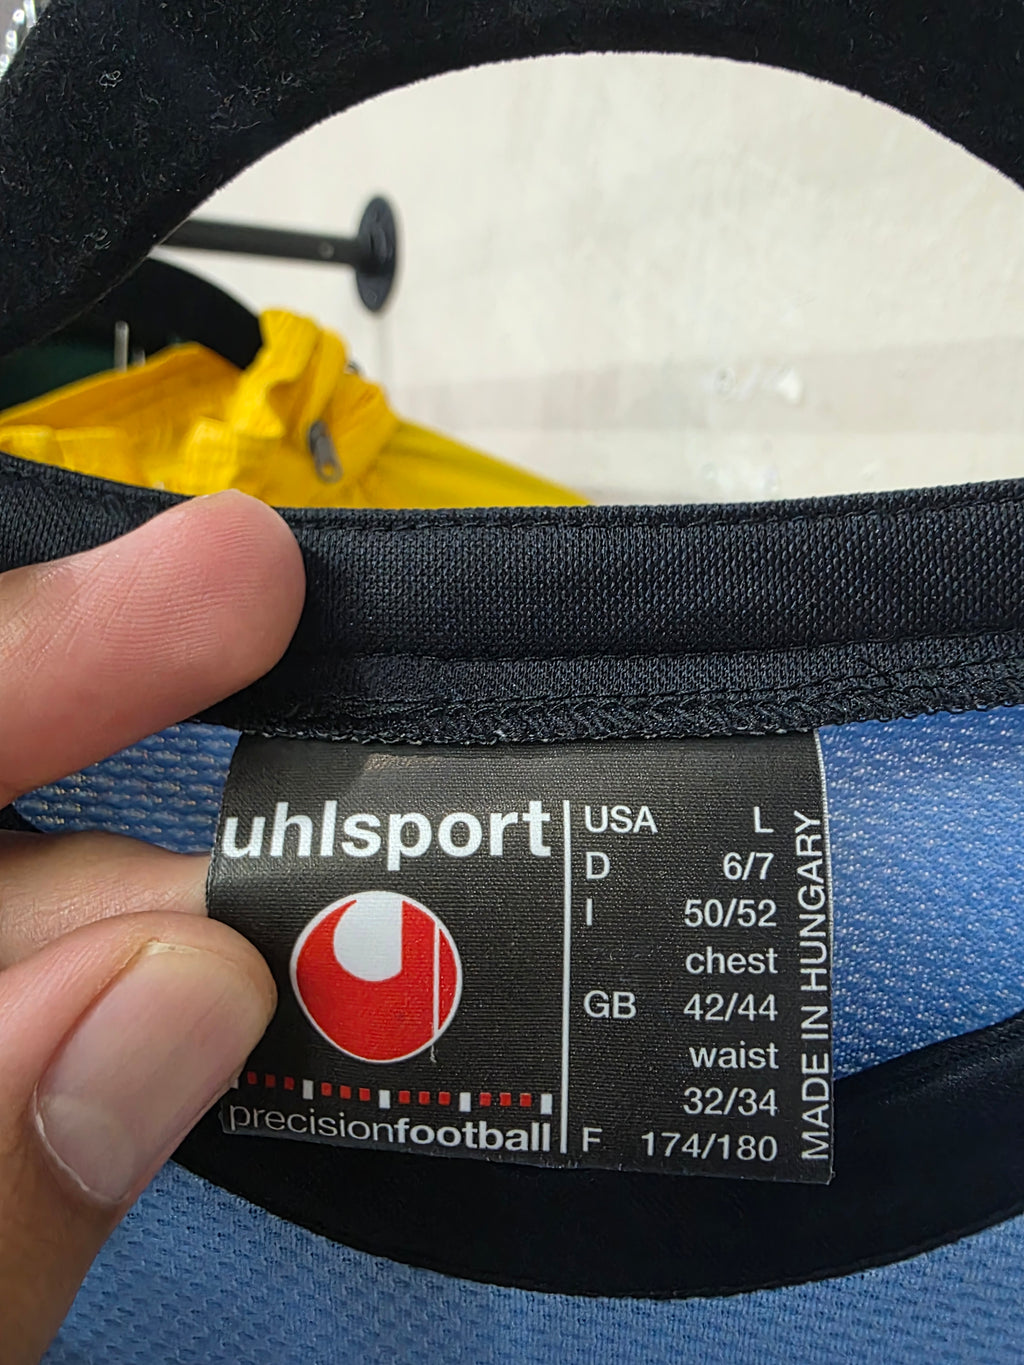 uhlsport
precisionfootball
USA L
D 6/7
I 50/52
chest
GB 42/44
waist
32/34
F 174/180
MADE IN HUNGARY